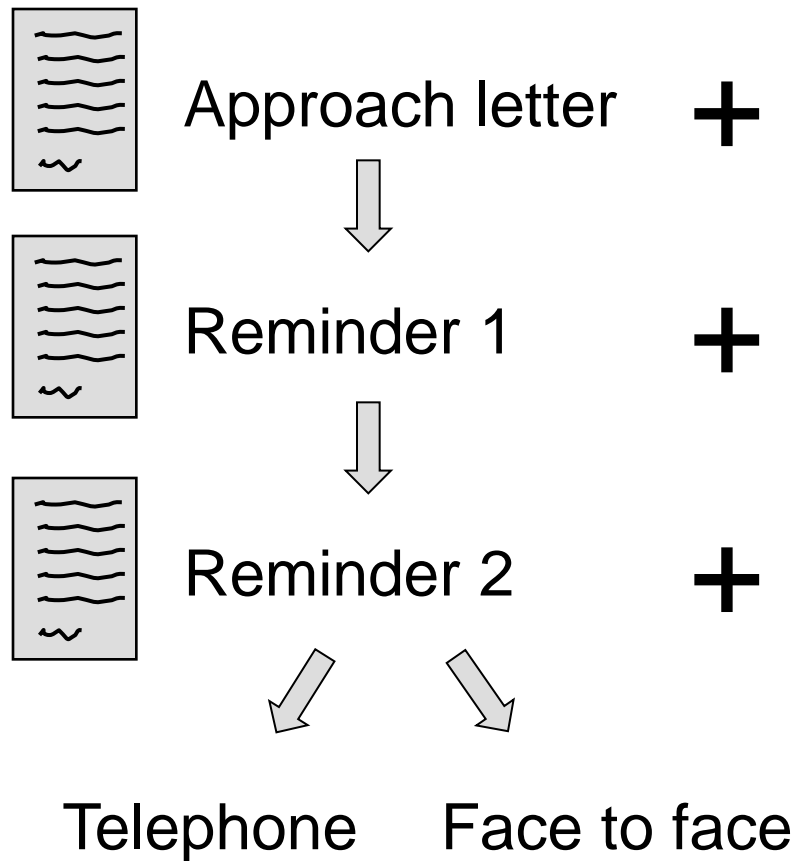 Approach letter +
Reminder 1 +
Reminder 2 +
Telephone Face to face